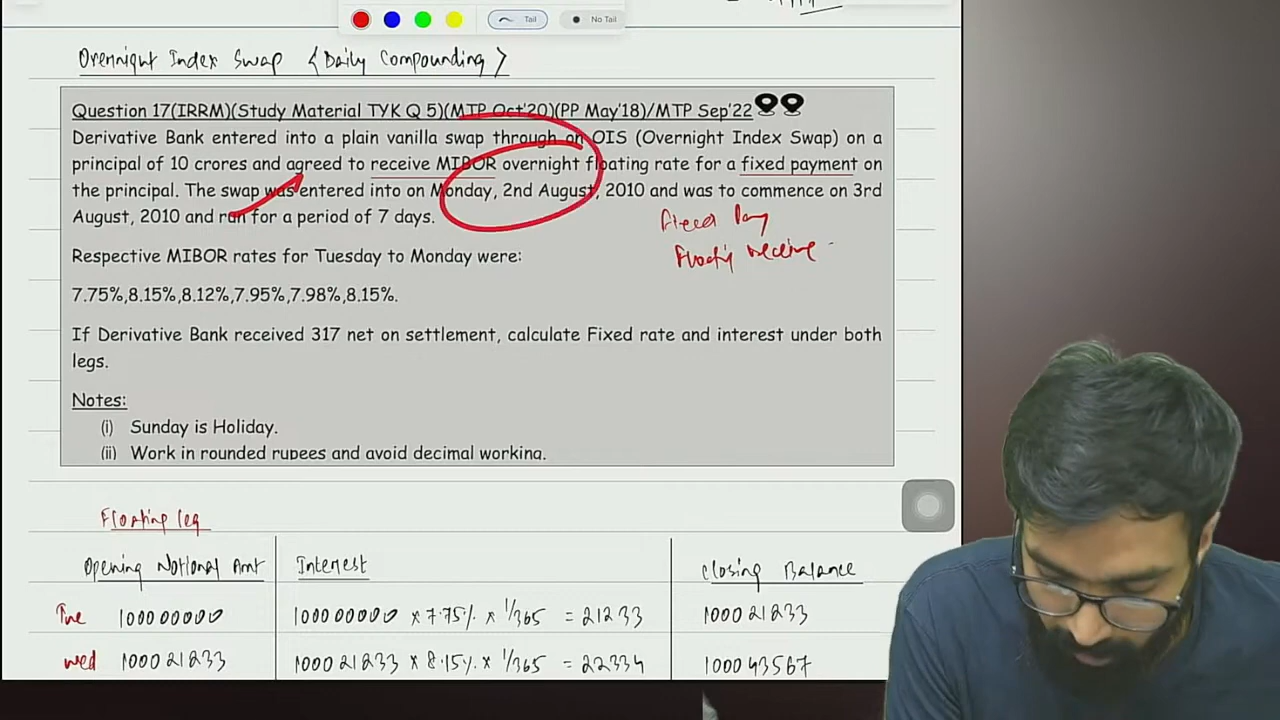 Tail
No Tail
Overnight Index Swap {Daily Compounding}
Question 17(IRRM)(Study Material TYK Q 5)(MTP Oct'20)(PP May'18)/MTP Sep'22
Derivative Bank entered into a plain vanilla swap through on OIS (Overnight Index Swap) on a
principal of 10 crores and agreed to receive MIBOR overnight floating rate for a fixed payment on
the principal. The swap was entered into on Monday, 2nd August, 2010 and was to commence on 3rd
August, 2010 and run for a period of 7 days.
Fixed Pay
Floating receive
Respective MIBOR rates for Tuesday to Monday were:
7.75%,8.15%,8.12%,7.95%,7.98%,8.15%.
If Derivative Bank received 317 net on settlement, calculate Fixed rate and interest under both
legs.
Notes:
(i) Sunday is Holiday.
(ii) Work in rounded rupees and avoid decimal working.
Floating leg
Opening Notional Amt Interest Closing Balance
Tue 100000000 100000000 × 7.75% × 1/365 = 21233 100021233
Wed 100021233 100021233 × 8.15% × 1/365 = 22334 100043567